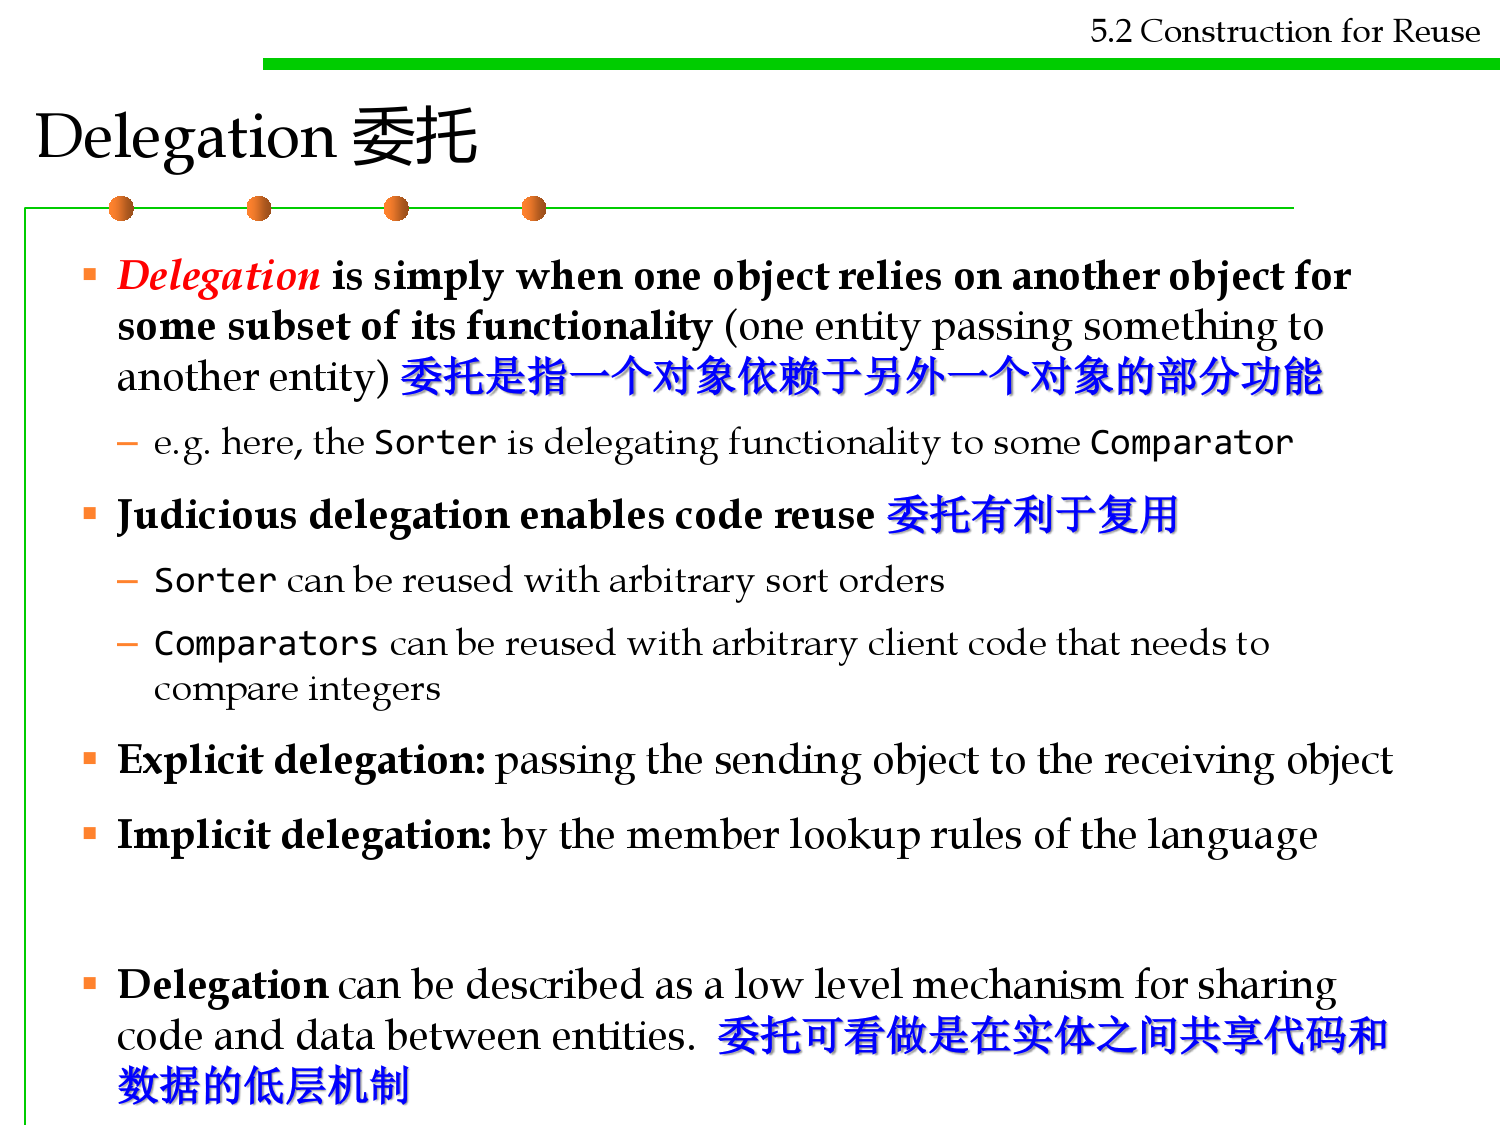 5.2 Construction for Reuse
Delegation 委托
▪ Delegation is simply when one object relies on another object for
some subset of its functionality (one entity passing something to
another entity) 委托是指一个对象依赖于另外一个对象的部分功能
– e.g. here, the Sorter is delegating functionality to some Comparator
▪ Judicious delegation enables code reuse 委托有利于复用
– Sorter can be reused with arbitrary sort orders
– Comparators can be reused with arbitrary client code that needs to
compare integers
▪ Explicit delegation: passing the sending object to the receiving object
▪ Implicit delegation: by the member lookup rules of the language
▪ Delegation can be described as a low level mechanism for sharing
code and data between entities. 委托可看做是在实体之间共享代码和
数据的低层机制